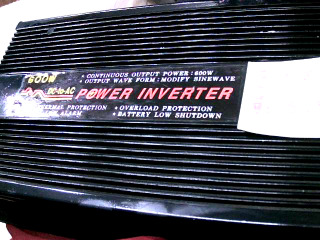 600W
* CONTINUOUS OUTPUT POWER : 600W
* OUTPUT WAVE FORM : MODIFY SINEWAVE
DC-to-AC POWER INVERTER
THERMAL PROTECTION * OVERLOAD PROTECTION
ALARM * BATTERY LOW SHUTDOWN